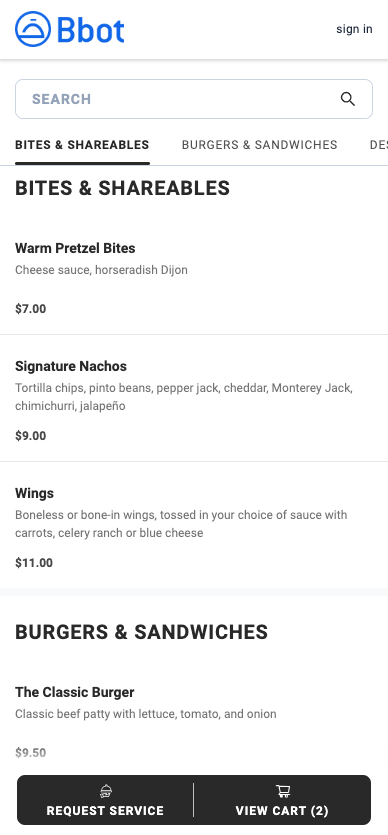 Bbot
sign in
SEARCH
BITES & SHAREABLES
BURGERS & SANDWICHES
DES
BITES & SHAREABLES
Warm Pretzel Bites
Cheese sauce, horseradish Dijon
$7.00
Signature Nachos
Tortilla chips, pinto beans, pepper jack, cheddar, Monterey Jack,
chimichurri, jalapeño
$9.00
Wings
Boneless or bone-in wings, tossed in your choice of sauce with
carrots, celery ranch or blue cheese
$11.00
BURGERS & SANDWICHES
The Classic Burger
Classic beef patty with lettuce, tomato, and onion
$9.50
REQUEST SERVICE
VIEW CART (2)